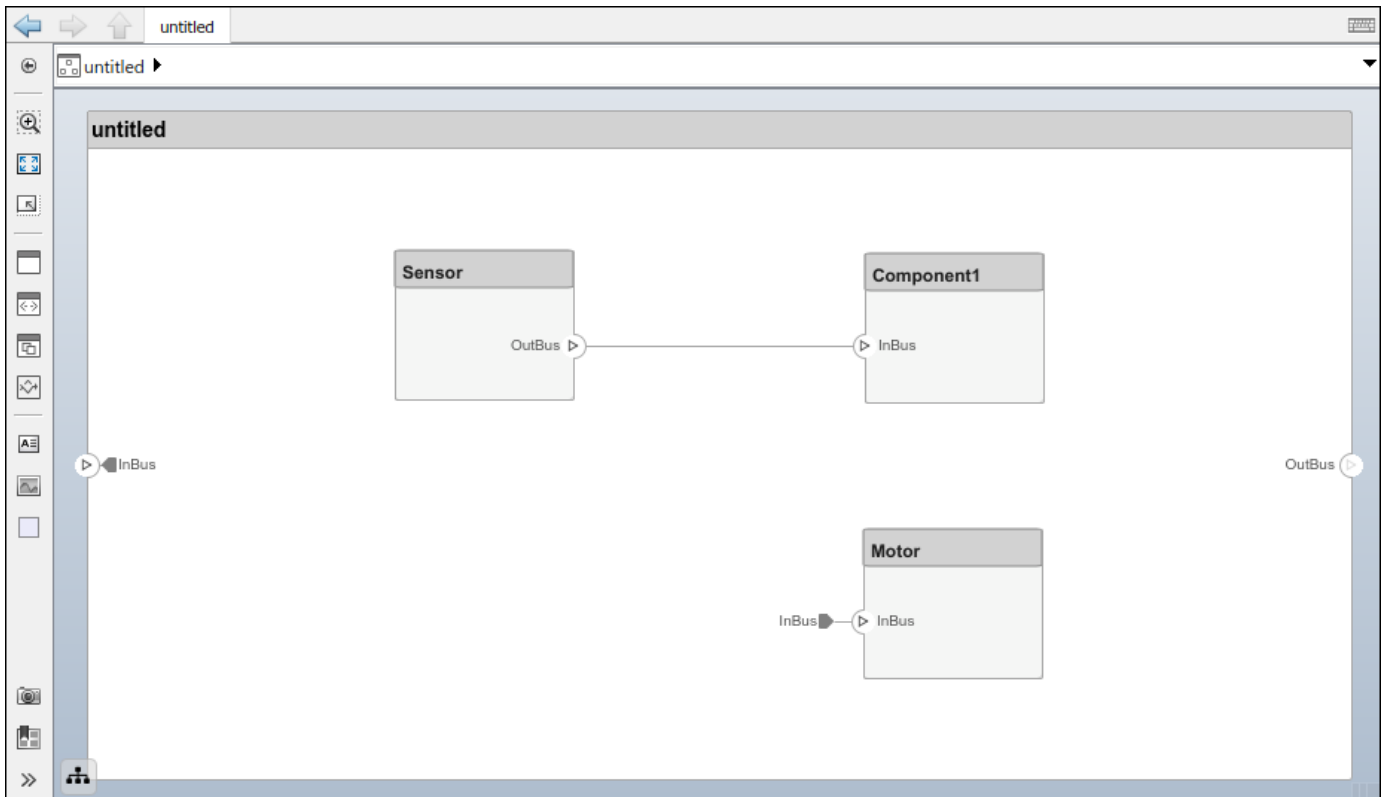 untitled
untitled
untitled
Sensor
Component1
OutBus
InBus
InBus
OutBus
Motor
InBus
InBus